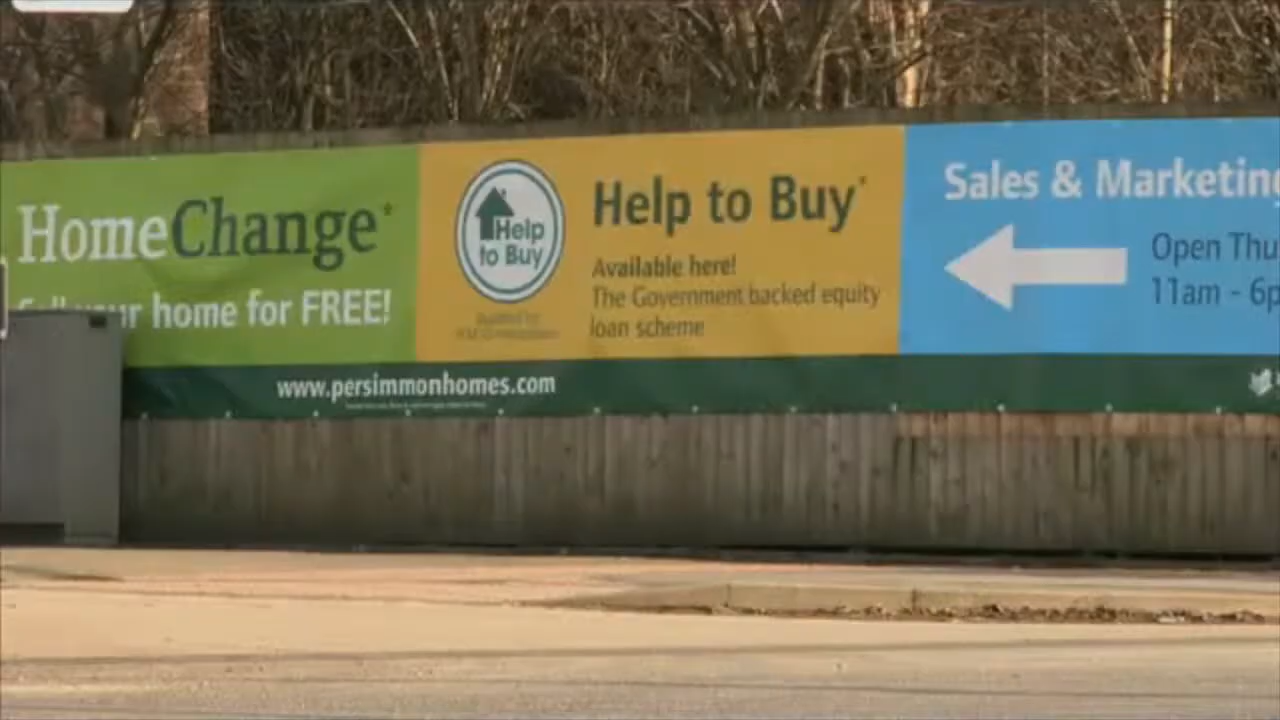 HomeChange*
your home for FREE!
Help
to Buy
Help to Buy*
Available here!
The Government backed equity
loan scheme
Sales & Marketing
Open Thu
11am - 6p
www.persimmonhomes.com